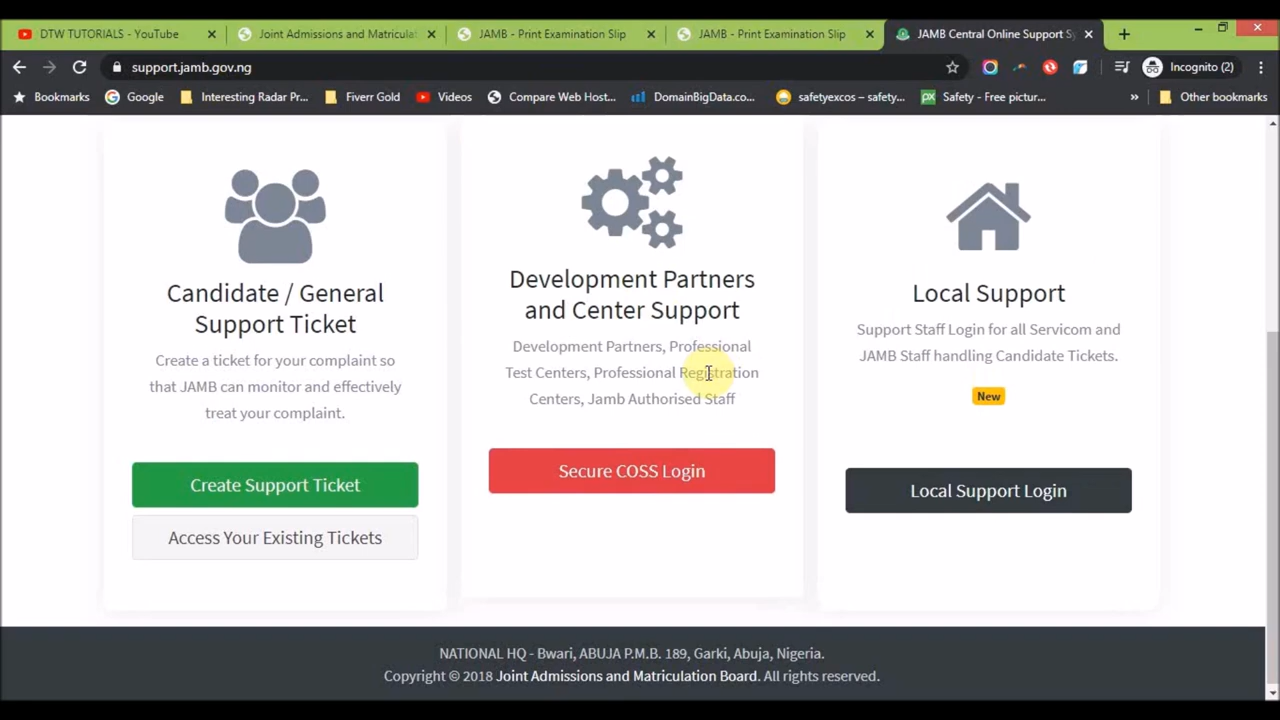 DTW TUTORIALS - YouTube
Joint Admissions and Matriculat
JAMB - Print Examination Slip
JAMB - Print Examination Slip
JAMB Central Online Support Sy
support.jamb.gov.ng
Incognito (2)
Bookmarks
Google
Interesting Radar Pr...
Fiverr Gold
Videos
Compare Web Host...
DomainBigData.co...
safetyexcos – safety...
px
Safety - Free pictur...
»
Other bookmarks
Candidate / General
Support Ticket
Create a ticket for your complaint so
that JAMB can monitor and effectively
treat your complaint.
Create Support Ticket
Access Your Existing Tickets
Development Partners
and Center Support
Development Partners, Professional
Test Centers, Professional Registration
Centers, Jamb Authorised Staff
Secure COSS Login
Local Support
Support Staff Login for all Servicom and
JAMB Staff handling Candidate Tickets.
New
Local Support Login
NATIONAL HQ - Bwari, ABUJA P.M.B. 189, Garki, Abuja, Nigeria.
Copyright © 2018 Joint Admissions and Matriculation Board. All rights reserved.